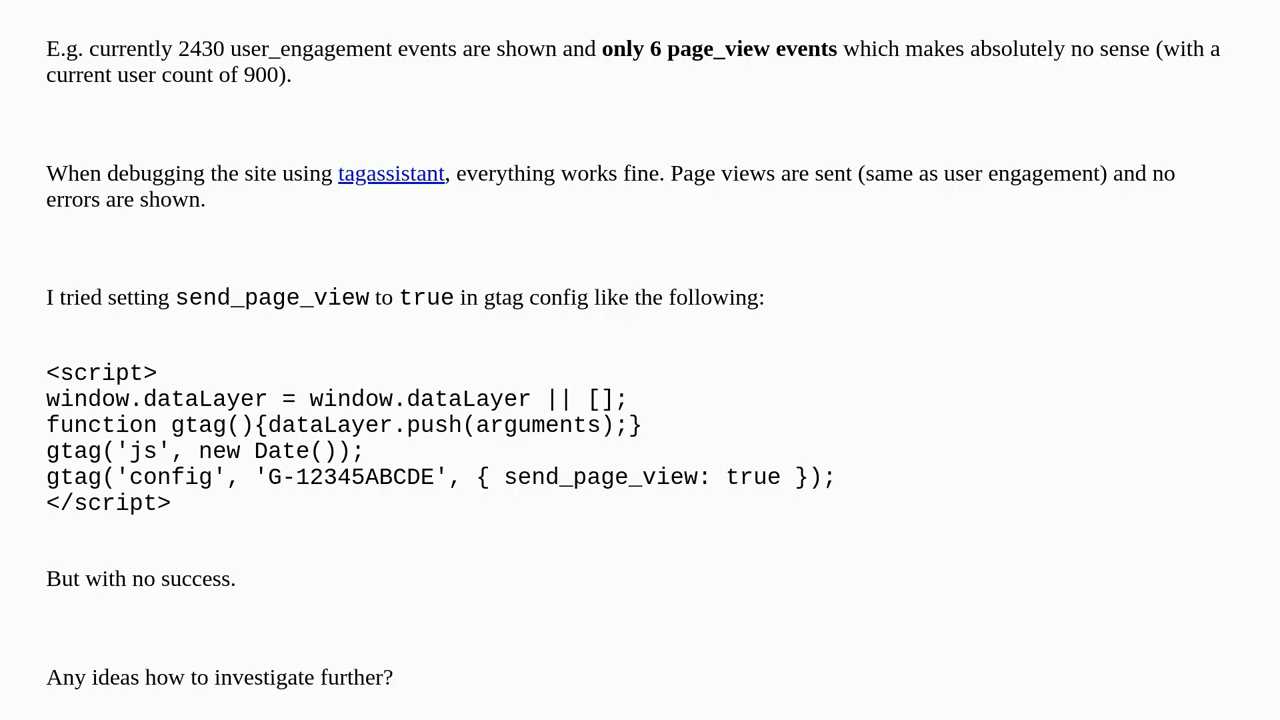 E.g. currently 2430 user_engagement events are shown and only 6 page_view events which makes absolutely no sense (with a
current user count of 900).
When debugging the site using tagassistant, everything works fine. Page views are sent (same as user engagement) and no
errors are shown.
I tried setting send_page_view to true in gtag config like the following:
<script>
window.dataLayer = window.dataLayer || [];
function gtag(){dataLayer.push(arguments);}
gtag('js', new Date());
gtag('config', 'G-12345ABCDE', { send_page_view: true });
</script>
But with no success.
Any ideas how to investigate further?